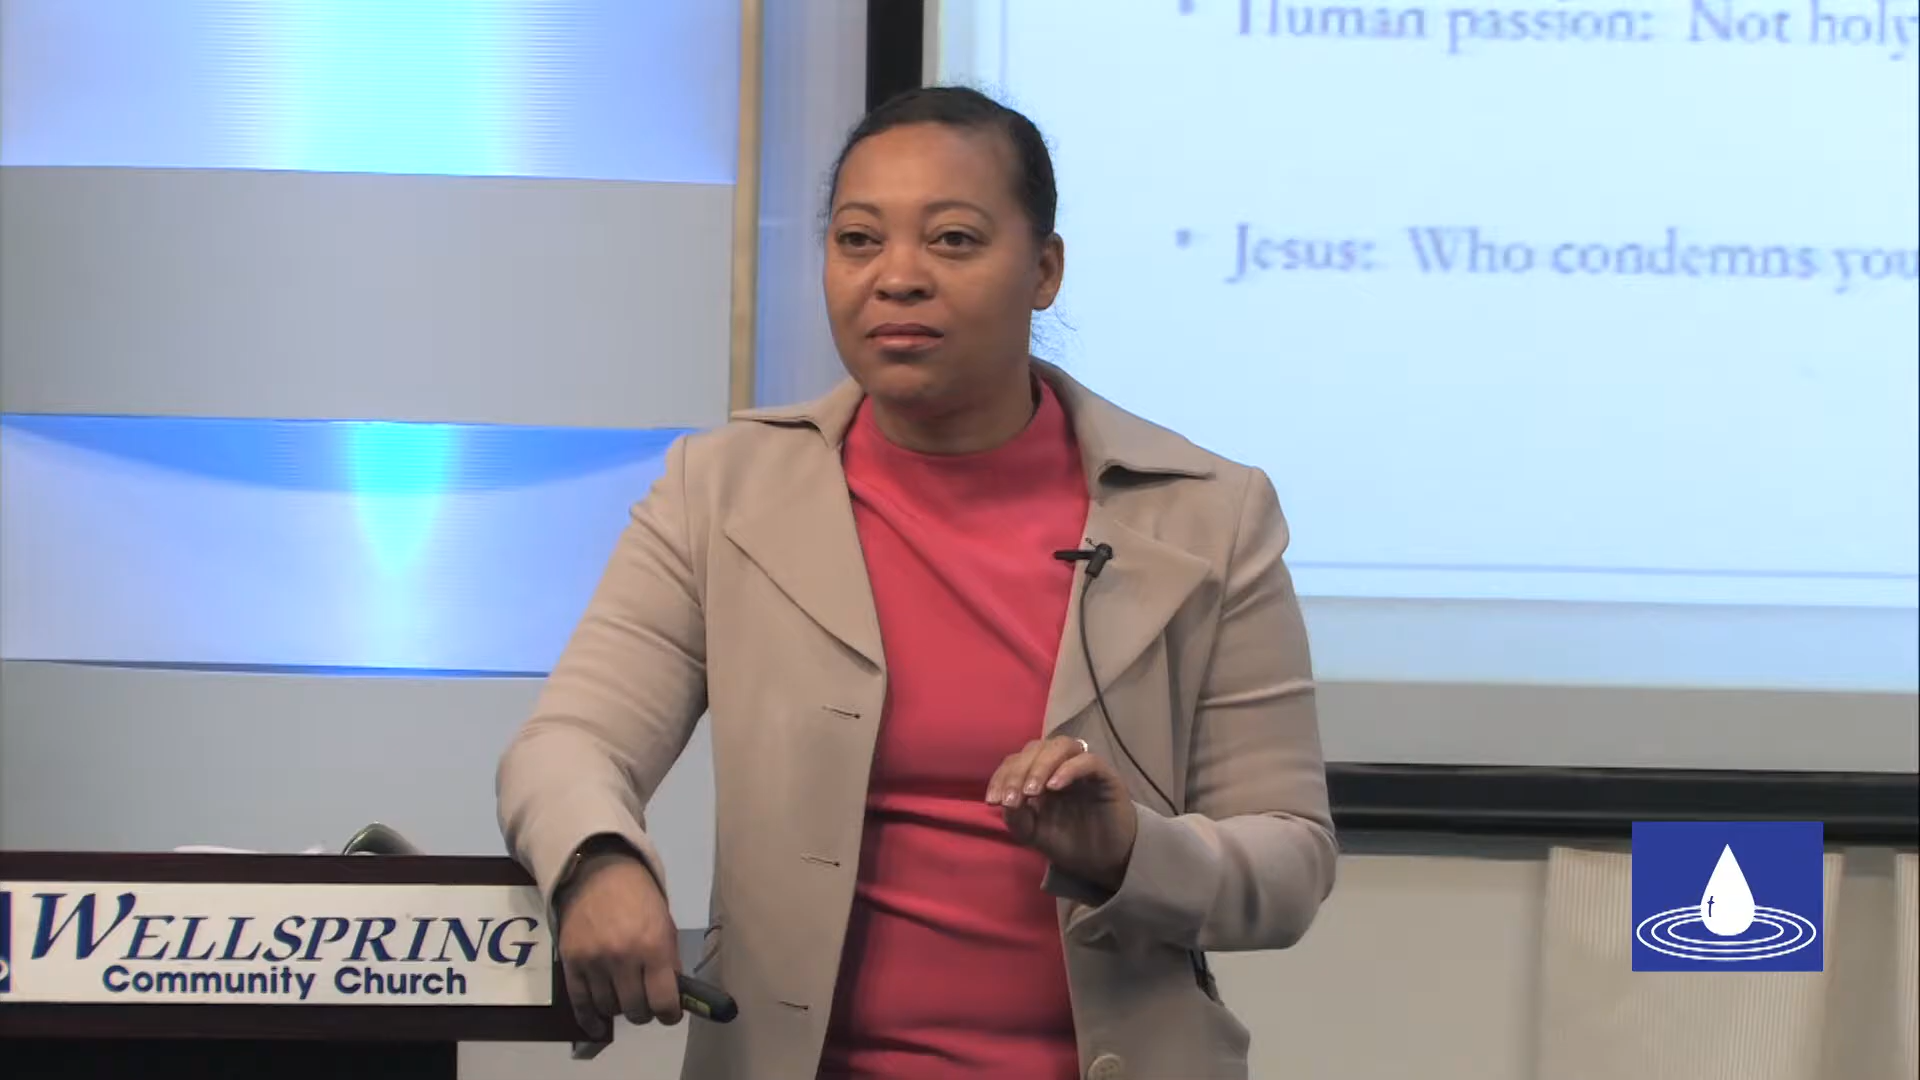 • Human passion: Not holy
• Jesus: Who condemns you
WELLSPRING
Community Church
t